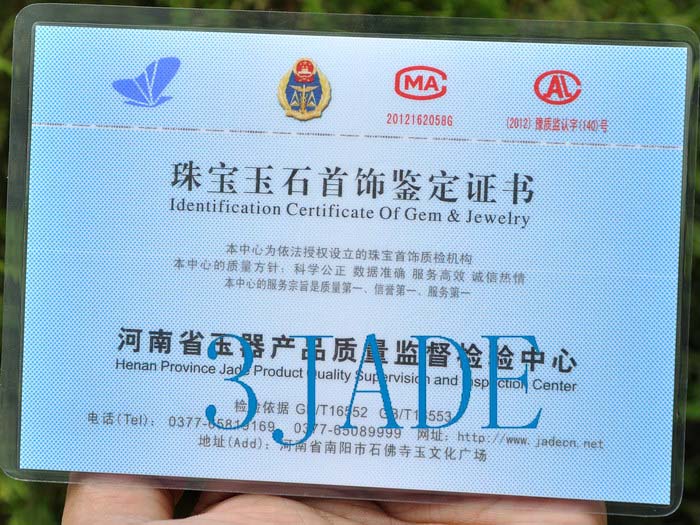 CMA
CAL
2012162058G
(2012) 豫质监认字(140)号
珠宝玉石首饰鉴定证书
Identification Certificate Of Gem & Jewelry
本中心为依法授权设立的珠宝首饰质检机构
本中心的质量方针：科学公正 数据准确 服务高效 诚信热情
本中心的服务宗旨是质量第一、信誉第一、服务第一
河南省玉器产品质量监督检验中心
Henan Province Jade Product Quality Supervision and Inspection Center
3 JADE
检验依据 GB/T16552 GB/T16553
电话(Tel): 0377-65819169 0377-65089999 网址: http://www.jadecn.net
地址(Add): 河南省南阳市石佛寺玉文化广场